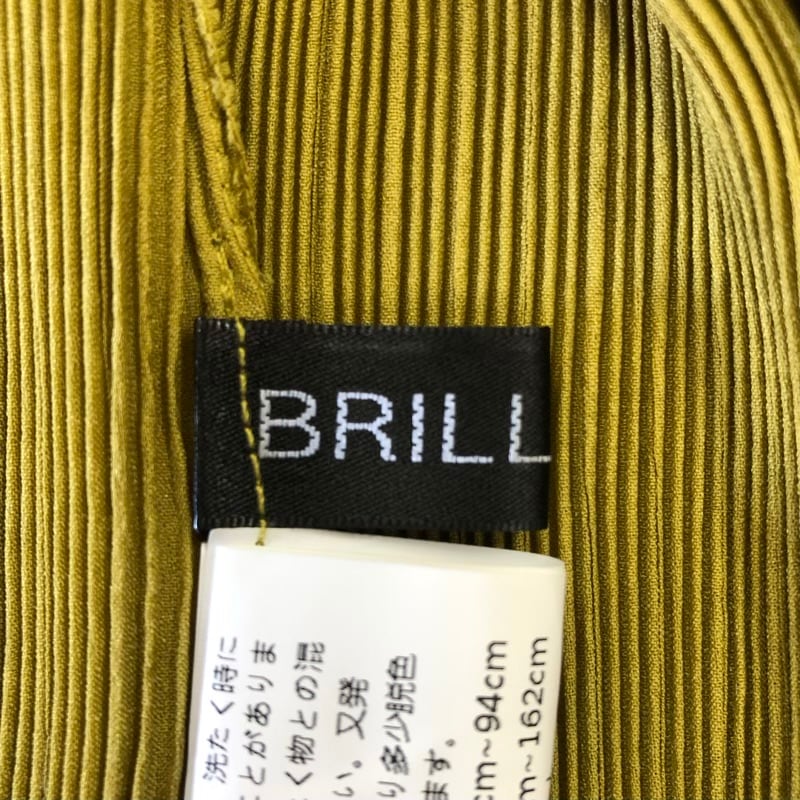 BRILL
洗たく時に
とがありま
く物との混
い。又発
り多少脱色
ます。
cm~94cm
m~162cm